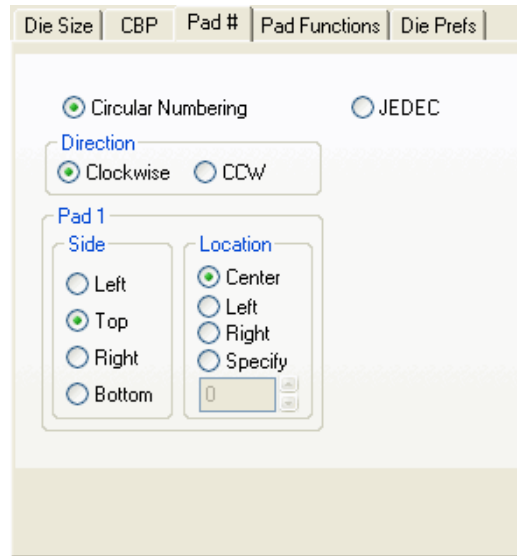 Die Size CBP Pad # Pad Functions Die Prefs
Circular Numbering JEDEC
Direction
Clockwise CCW
Pad 1
Side Location
Left Center
Top Left
Right Right
Bottom Specify
0